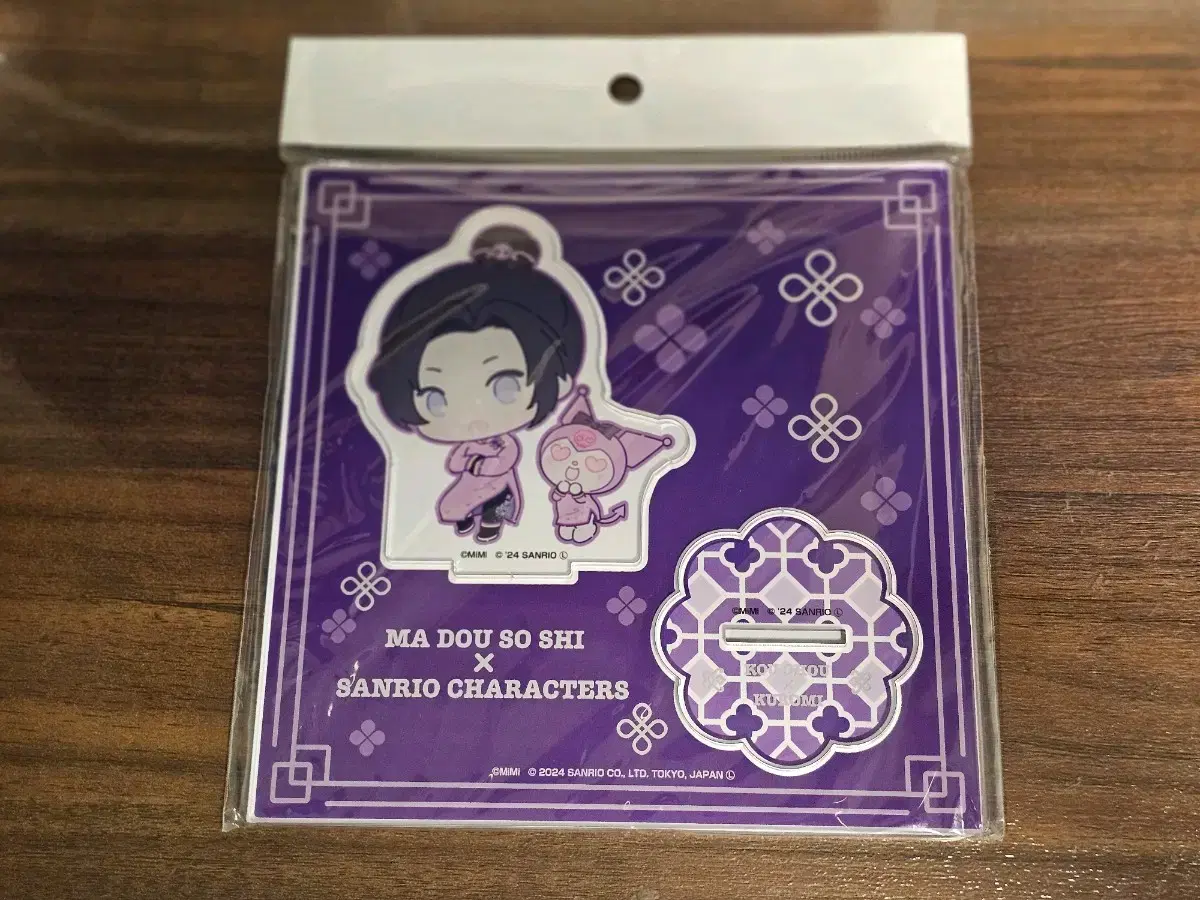 ©MiMi © '24 SANRIO Ⓛ
MA DOU SO SHI
×
SANRIO CHARACTERS
©MiMi © '24 SANRIO Ⓛ
KOU KOU
KUROMI
©MiMi © 2024 SANRIO CO., LTD. TOKYO, JAPAN Ⓛ